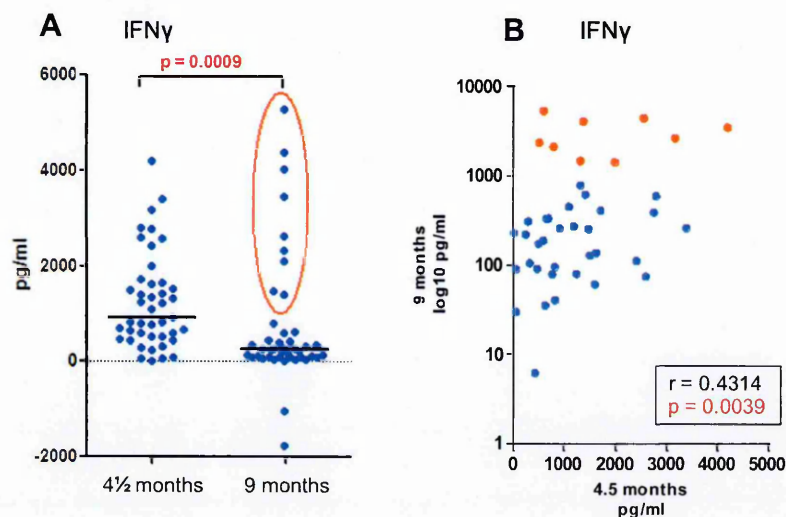 A
IFNγ
p = 0.0009
6000
4000
2000
0
-2000
pg/ml
4½ months
9 months
B
IFNγ
10000
1000
100
10
1
9 months
log10 pg/ml
r = 0.4314
p = 0.0039
0 1000 2000 3000 4000 5000
4.5 months
pg/ml